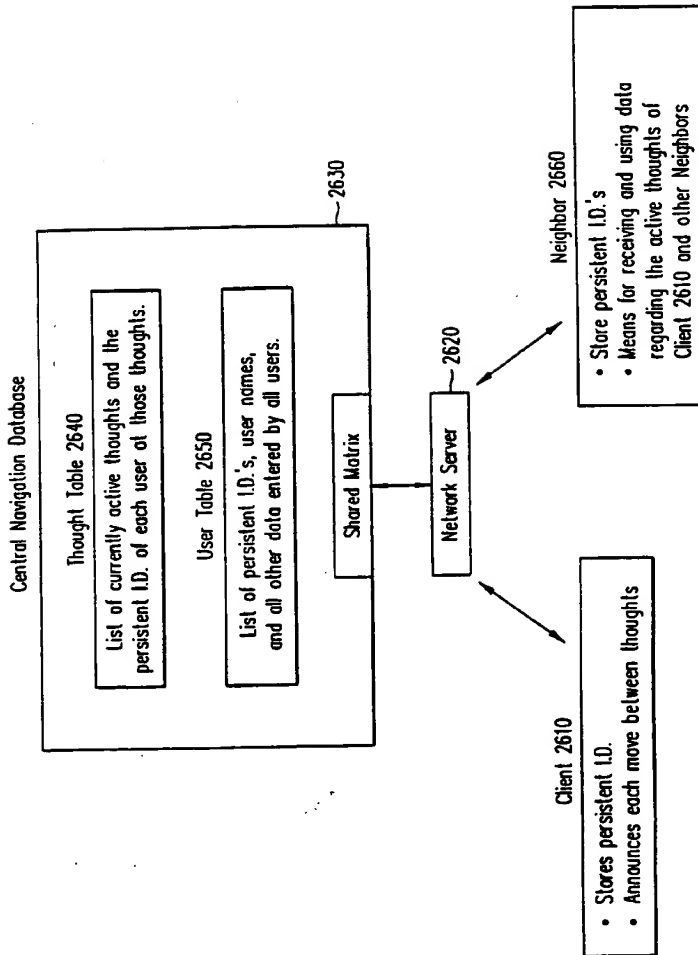 Central Navigation Database
2630
Thought Table 2640
List of currently active thoughts and the
persistent I.D. of each user at those thoughts.
User Table 2650
List of persistent I.D.'s, user names,
and all other data entered by all users.
Shared Matrix
2620
Network Server
Client 2610
• Stores persistent I.D.
• Announces each move between thoughts
Neighbor 2660
• Store persistent I.D.'s
• Means for receiving and using data
regarding the active thoughts of
Client 2610 and other Neighbors